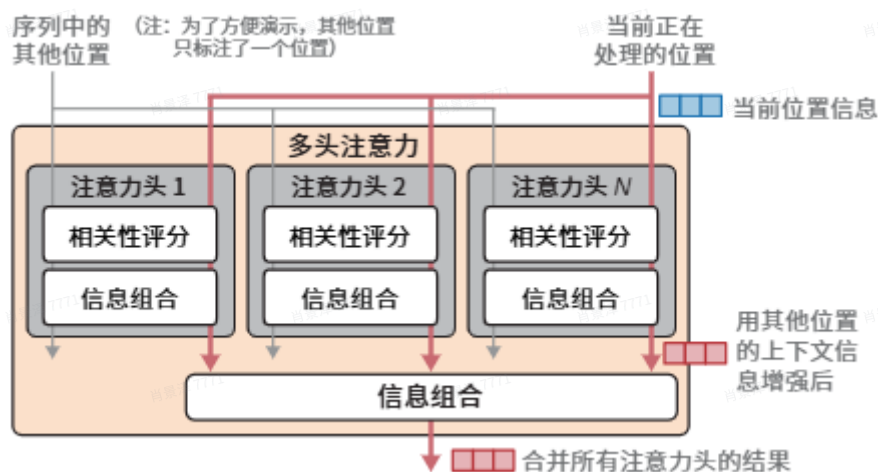 序列中的
其他位置
（注：为了方便演示，其他位置
只标注了一个位置）
当前正在
处理的位置
当前位置信息
多头注意力
注意力头 1
注意力头 2
注意力头 N
相关性评分
相关性评分
相关性评分
信息组合
信息组合
信息组合
用其他位置
的上下文信
息增强后
信息组合
合并所有注意力头的结果